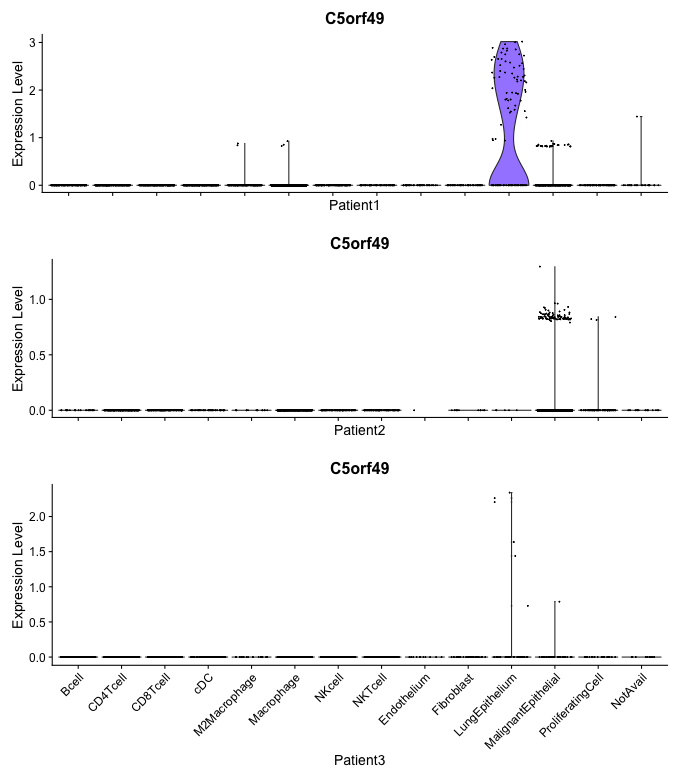 C5orf49
Expression Level
3
2
1
0
Patient1
C5orf49
Expression Level
1.0
0.5
0.0
Patient2
C5orf49
Expression Level
2.0
1.5
1.0
0.5
0.0
Bcell
CD4Tcell
CD8Tcell
cDC
M2Macrophage
Macrophage
NKcell
NKTcell
Endothelium
Fibroblast
LungEpithelium
MalignantEpithelial
ProliferatingCell
NotAvail
Patient3